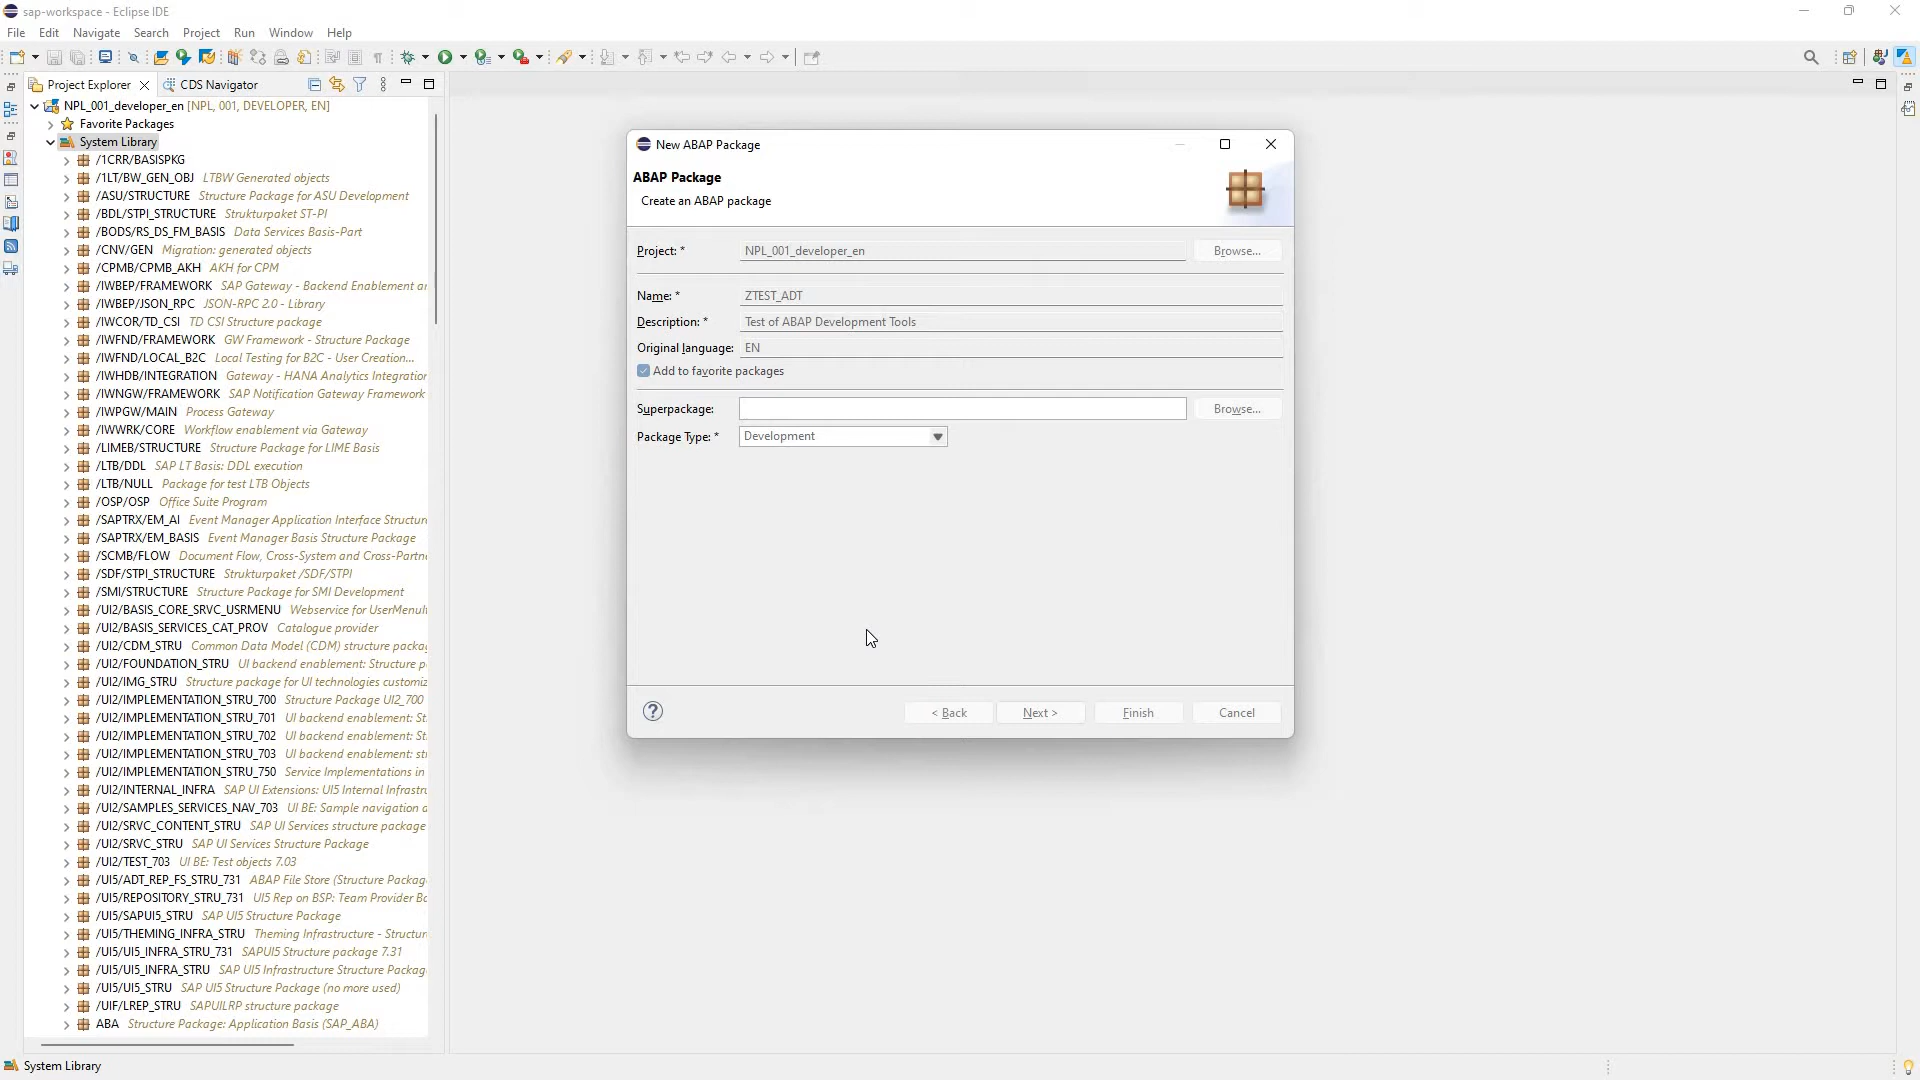 sap-workspace - Eclipse IDE
File Edit Navigate Search Project Run Window Help
Project Explorer
CDS Navigator
NPL_001_developer_en [NPL, 001, DEVELOPER, EN]
Favorite Packages
System Library
/1CRR/BASISPKG
/1LT/BW_GEN_OBJ LTBW Generated objects
/ASU/STRUCTURE Structure Package for ASU Development
/BDL/STPI_STRUCTURE Strukturpaket ST-PI
/BODS/RS_DS_FM_BASIS Data Services Basis-Part
/CNV/GEN Migration: generated objects
/CPMB/CPMB_AKH AKH for CPM
/IWBEP/FRAMEWORK SAP Gateway - Backend Enablement ar
/IWBEP/JSON_RPC JSON-RPC 2.0 - Library
/IWCOR/TD_CSI TD CSI Structure package
/IWFND/FRAMEWORK GW Framework - Structure Package
/IWFND/LOCAL_B2C Local Testing for B2C - User Creation...
/IWHDB/INTEGRATION Gateway - HANA Analytics Integration
/IWNGW/FRAMEWORK SAP Notification Gateway Framework
/IWPGW/MAIN Process Gateway
/IWWRK/CORE Workflow enablement via Gateway
/LIMEB/STRUCTURE Structure Package for LIME Basis
/LTB/DDL SAP LT Basis: DDL execution
/LTB/NULL Package for test LTB Objects
/OSP/OSP Office Suite Program
/SAPTRX/EM_AI Event Manager Application Interface Structur
/SAPTRX/EM_BASIS Event Manager Basis Structure Package
/SCMB/FLOW Document Flow, Cross-System and Cross-Partn
/SDF/STPI_STRUCTURE Strukturpaket /SDF/STPI
/SMI/STRUCTURE Structure Package for SMI Development
/UI2/BASIS_CORE_SRVC_USRMENU Webservice for UserMenuI
/UI2/BASIS_SERVICES_CAT_PROV Catalogue provider
/UI2/CDM_STRU Common Data Model (CDM) structure packa
/UI2/FOUNDATION_STRU UI backend enablement: Structure p
/UI2/IMG_STRU Structure package for UI technologies customiz
/UI2/IMPLEMENTATION_STRU_700 Structure Package UI2_700
/UI2/IMPLEMENTATION_STRU_701 UI backend enablement: St.
/UI2/IMPLEMENTATION_STRU_702 UI backend enablement: St.
/UI2/IMPLEMENTATION_STRU_703 UI backend enablement: st
/UI2/IMPLEMENTATION_STRU_750 Service Implementations in
/UI2/INTERNAL_INFRA SAP UI Extensions: UI5 Internal Infrastr
/UI2/SAMPLES_SERVICES_NAV_703 UI BE: Sample navigation a
/UI2/SRVC_CONTENT_STRU SAP UI Services structure package
/UI2/SRVC_STRU SAP UI Services Structure Package
/UI2/TEST_703 UI BE: Test objects 7.03
/UI5/ADT_REP_FS_STRU_731 ABAP File Store (Structure Packag
/UI5/REPOSITORY_STRU_731 UI5 Rep on BSP: Team Provider Ba
/UI5/SAPUI5_STRU SAP UI5 Structure Package
/UI5/THEMING_INFRA_STRU Theming Infrastructure - Structur
/UI5/UI5_INFRA_STRU_731 SAPUI5 Structure package 7.31
/UI5/UI5_INFRA_STRU SAP UI5 Infrastructure Structure Packag
/UI5/UI5_STRU SAP UI5 Structure Package (no more used)
/UIF/LREP_STRU SAPUILRP structure package
ABA Structure Package: Application Basis (SAP_ABA)
System Library
New ABAP Package
ABAP Package
Create an ABAP package
Project: * NPL_001_developer_en Browse...
Name: * ZTEST_ADT
Description: * Test of ABAP Development Tools
Original language: EN
Add to favorite packages
Superpackage: Browse...
Package Type: * Development
? < Back Next > Finish Cancel